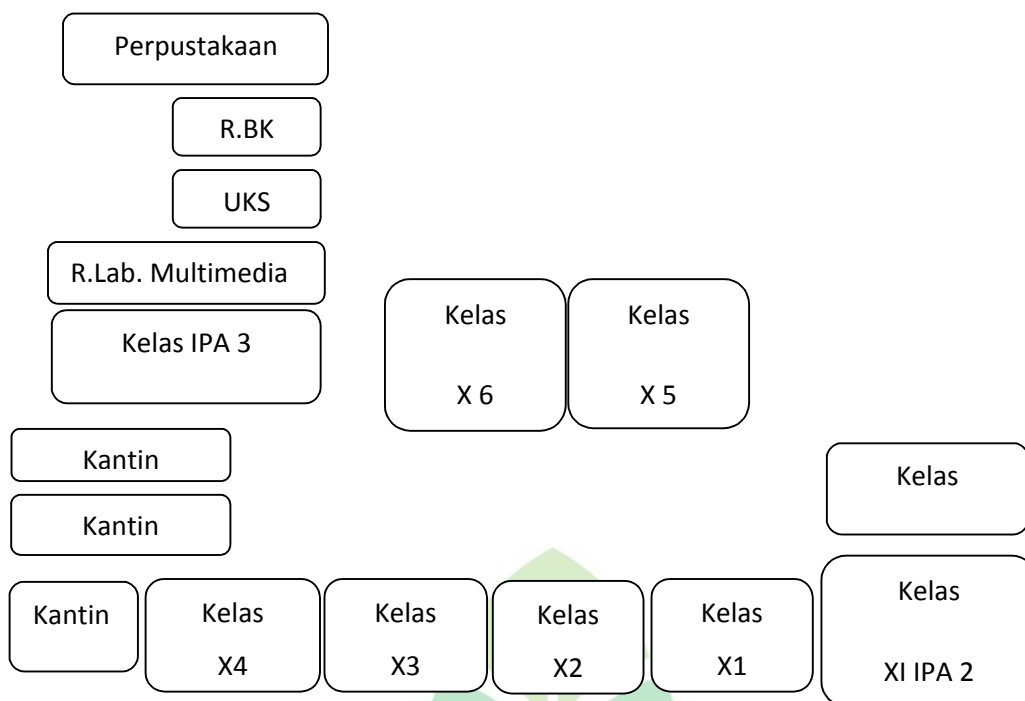 Perpustakaan
R.BK
UKS
R.Lab. Multimedia
Kelas IPA 3
Kelas
X 6
Kelas
X 5
Kantin
Kantin
Kelas
Kantin
Kelas
X4
Kelas
X3
Kelas
X2
Kelas
X1
Kelas
XI IPA 2